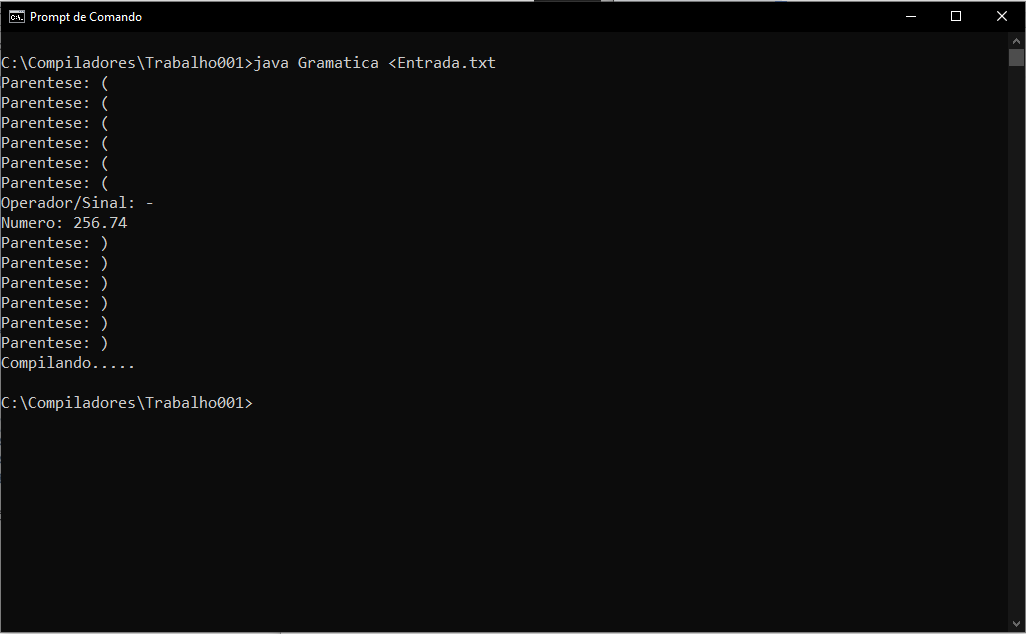 Prompt de Comando
C:\Compiladores\Trabalho001>java Gramatica <Entrada.txt
Parentese: (
Parentese: (
Parentese: (
Parentese: (
Parentese: (
Parentese: (
Operador/Sinal: -
Numero: 256.74
Parentese: )
Parentese: )
Parentese: )
Parentese: )
Parentese: )
Parentese: )
Compilando.....
C:\Compiladores\Trabalho001>